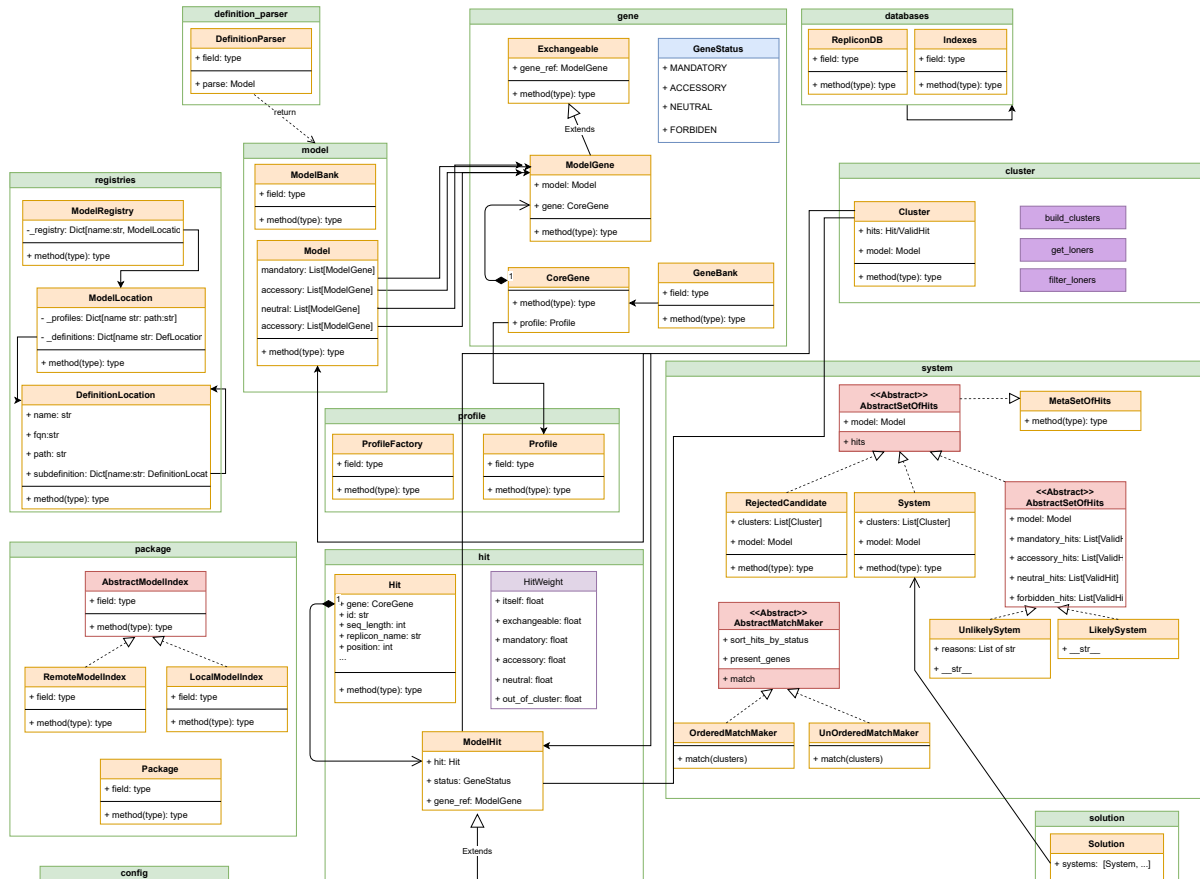 definition_parser
DefinitionParser
+ field: type
+ parse: Model
return
gene
Exchangeable
+ gene_ref: ModelGene
+ method(type): type
GeneStatus
+ MANDATORY
+ ACCESSORY
+ NEUTRAL
+ FORBIDEN
Extends
ModelGene
+ model: Model
+ gene: CoreGene
+ method(type): type
1
CoreGene
+ method(type): type
+ profile: Profile
GeneBank
+ field: type
+ method(type): type
databases
RepliconDB
+ field: type
+ method(type): type
Indexes
+ field: type
+ method(type): type
model
ModelBank
+ field: type
+ method(type): type
Model
mandatory: List[ModelGene]
accessory: List[ModelGene]
neutral: List[ModelGene]
accessory: List[ModelGene]
+ method(type): type
registries
ModelRegistry
-_registry: Dict[name:str, ModelLocatio
+ method(type): type
ModelLocation
- _profiles: Dict[name str: path:str]
- _definitions: Dict[name str: DefLocation
+ method(type): type
DefinitionLocation
+ name: str
+ fqn:str
+ path: str
+ subdefinition: Dict[name:str: DefinitionLocat
+ method(type): type
cluster
Cluster
+ hits: Hit/ValidHit
+ model: Model
+ method(type): type
build_clusters
get_loners
filter_loners
profile
ProfileFactory
+ field: type
+ method(type): type
Profile
+ field: type
+ method(type): type
system
<<Abstract>>
AbstractSetOfHits
+ model: Model
+ hits
MetaSetOfHits
+ method(type): type
RejectedCandidate
+ clusters: List[Cluster]
+ model: Model
+ method(type): type
System
+ clusters: List[Cluster]
+ model: Model
+ method(type): type
<<Abstract>>
AbstractSetOfHits
+ model: Model
+ mandatory_hits: List[ValidH
+ accessory_hits: List[ValidH
+ neutral_hits: List[ValidHit]
+ forbidden_hits: List[ValidHi
UnlikelySytem
+ reasons: List of str
+ __str__
LikelySystem
+ __str__
<<Abstract>>
AbstractMatchMaker
+ sort_hits_by_status
+ present_genes
+ match
OrderedMatchMaker
+ match(clusters)
UnOrderedMatchMaker
+ match(clusters)
package
AbstractModelIndex
+ field: type
+ method(type): type
RemoteModelIndex
+ field: type
+ method(type): type
LocalModelIndex
+ field: type
+ method(type): type
Package
+ field: type
+ method(type): type
hit
Hit
1
+ gene: CoreGene
+ id: str
+ seq_length: int
+ replicon_name: str
+ position: int
...
+ method(type): type
HitWeight
+ itself: float
+ exchangeable: float
+ mandatory: float
+ accessory: float
+ neutral: float
+ out_of_cluster: float
ModelHit
+ hit: Hit
+ status: GeneStatus
+ gene_ref: ModelGene
Extends
solution
Solution
+ systems:  [System, ...]
config